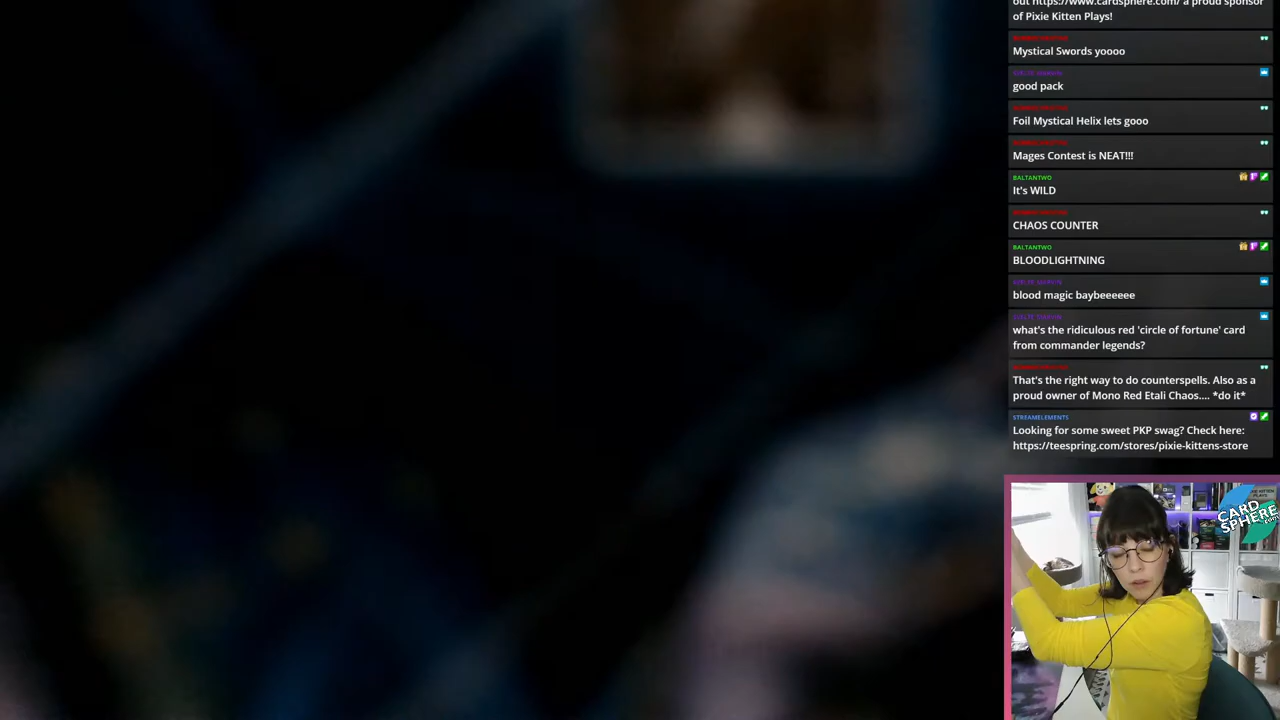 out https://www.cardsphere.com/ a proud sponsor
of Pixie Kitten Plays!
Mystical Swords yoooo
good pack
Foil Mystical Helix lets gooo
Mages Contest is NEAT!!!
BALTANTWO
It's WILD
CHAOS COUNTER
BALTANTWO
BLOODLIGHTNING
blood magic baybeeeeee
what's the ridiculous red 'circle of fortune' card
from commander legends?
That's the right way to do counterspells. Also as a
proud owner of Mono Red Etali Chaos.... *do it*
STREAMELEMENTS
Looking for some sweet PKP swag? Check here:
https://teespring.com/stores/pixie-kittens-store
CARD
SPHERE
.com